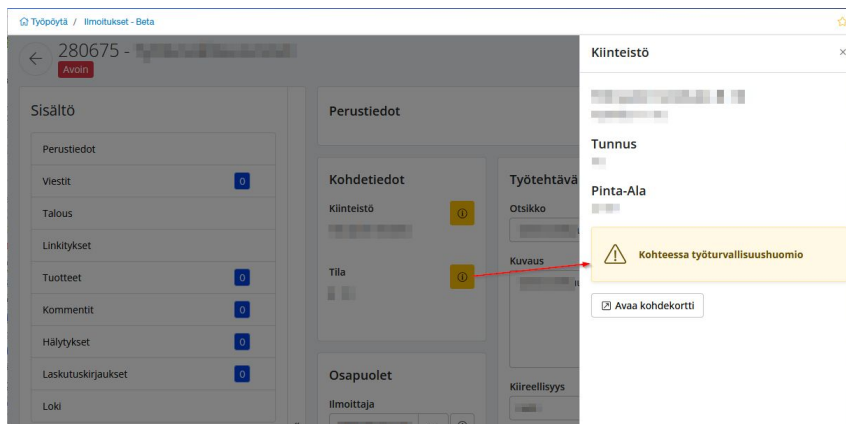 Työpöytä / Ilmoitukset - Beta
280675 -
Avoin
Sisältö
Perustiedot
Viestit 0
Talous
Linkitykset
Tuotteet 0
Kommentit 0
Hälytykset 0
Laskutuskirjaukset 0
Loki
Perustiedot
Kohdetiedot
Kiinteistö
Tila
Osapuolet
Ilmoittaja
Työtehtävä
Otsikko
Kuvaus
Kiireellisyys
Kiinteistö
Tunnus
Pinta-Ala
Kohteessa työturvallisuushuomio
Avaa kohdekortti